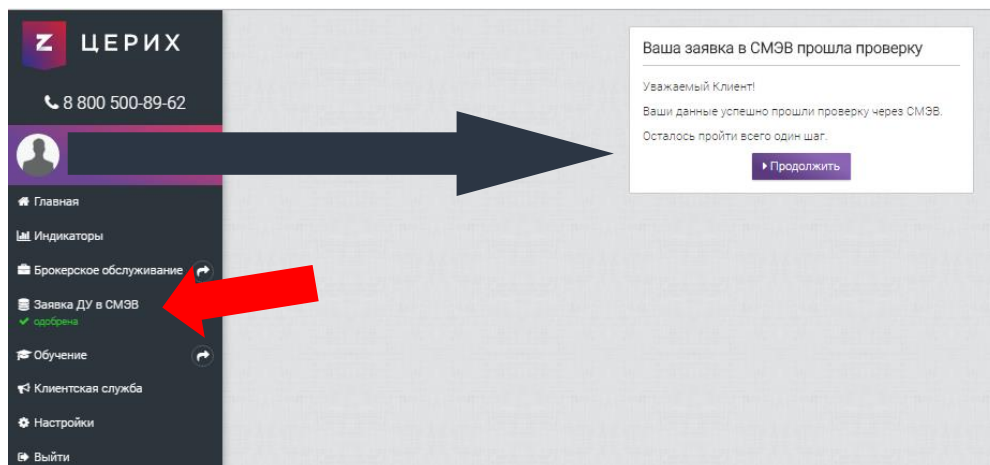 Z ЦЕРИХ
8 800 500-89-62
Главная
Индикаторы
Брокерское обслуживание
Заявка ДУ в СМЭВ
одобрена
Обучение
Клиентская служба
Настройки
Выйти
Ваша заявка в СМЭВ прошла проверку
Уважаемый Клиент!
Ваши данные успешно прошли проверку через СМЭВ.
Осталось пройти всего один шаг.
Продолжить